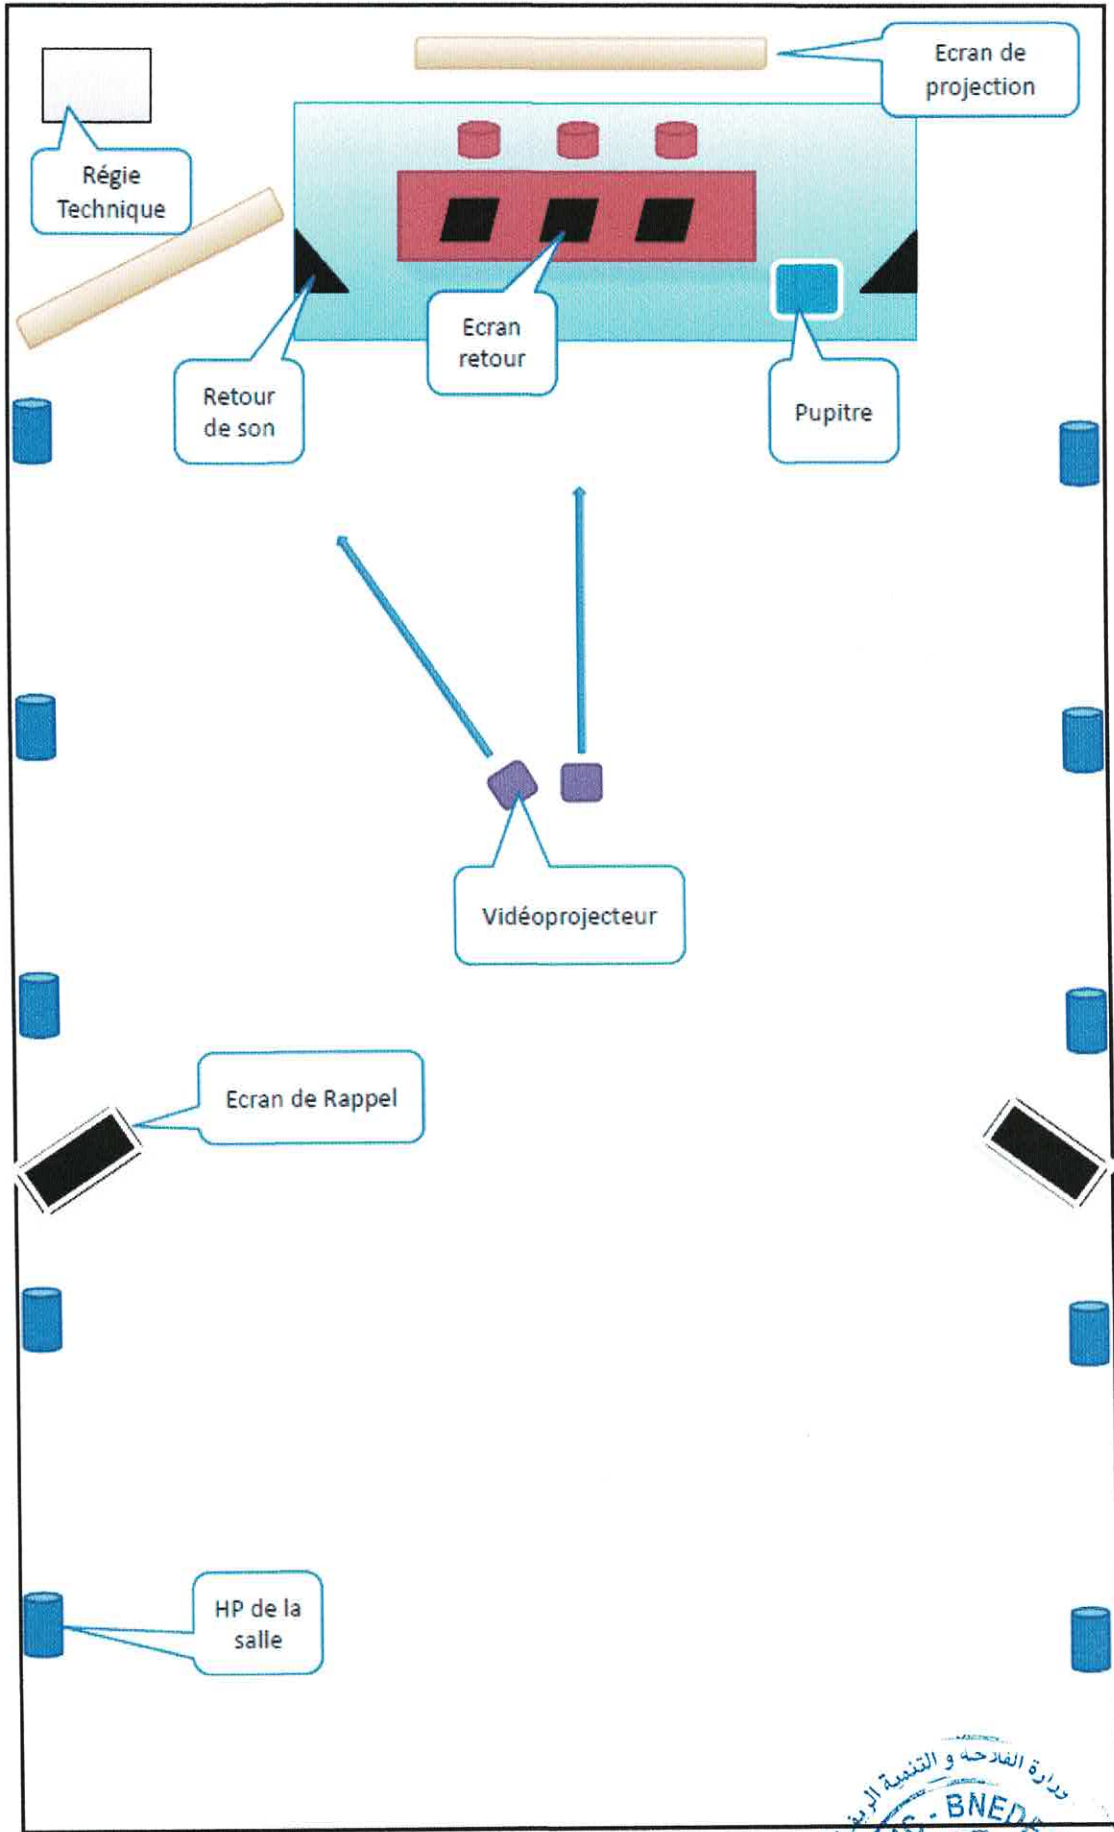 Ecran de
projection
Régie
Technique
Ecran
retour
Retour
de son
Pupitre
Vidéoprojecteur
Ecran de Rappel
HP de la
salle
وزارة الفلاحة و التنمية
BNEDE